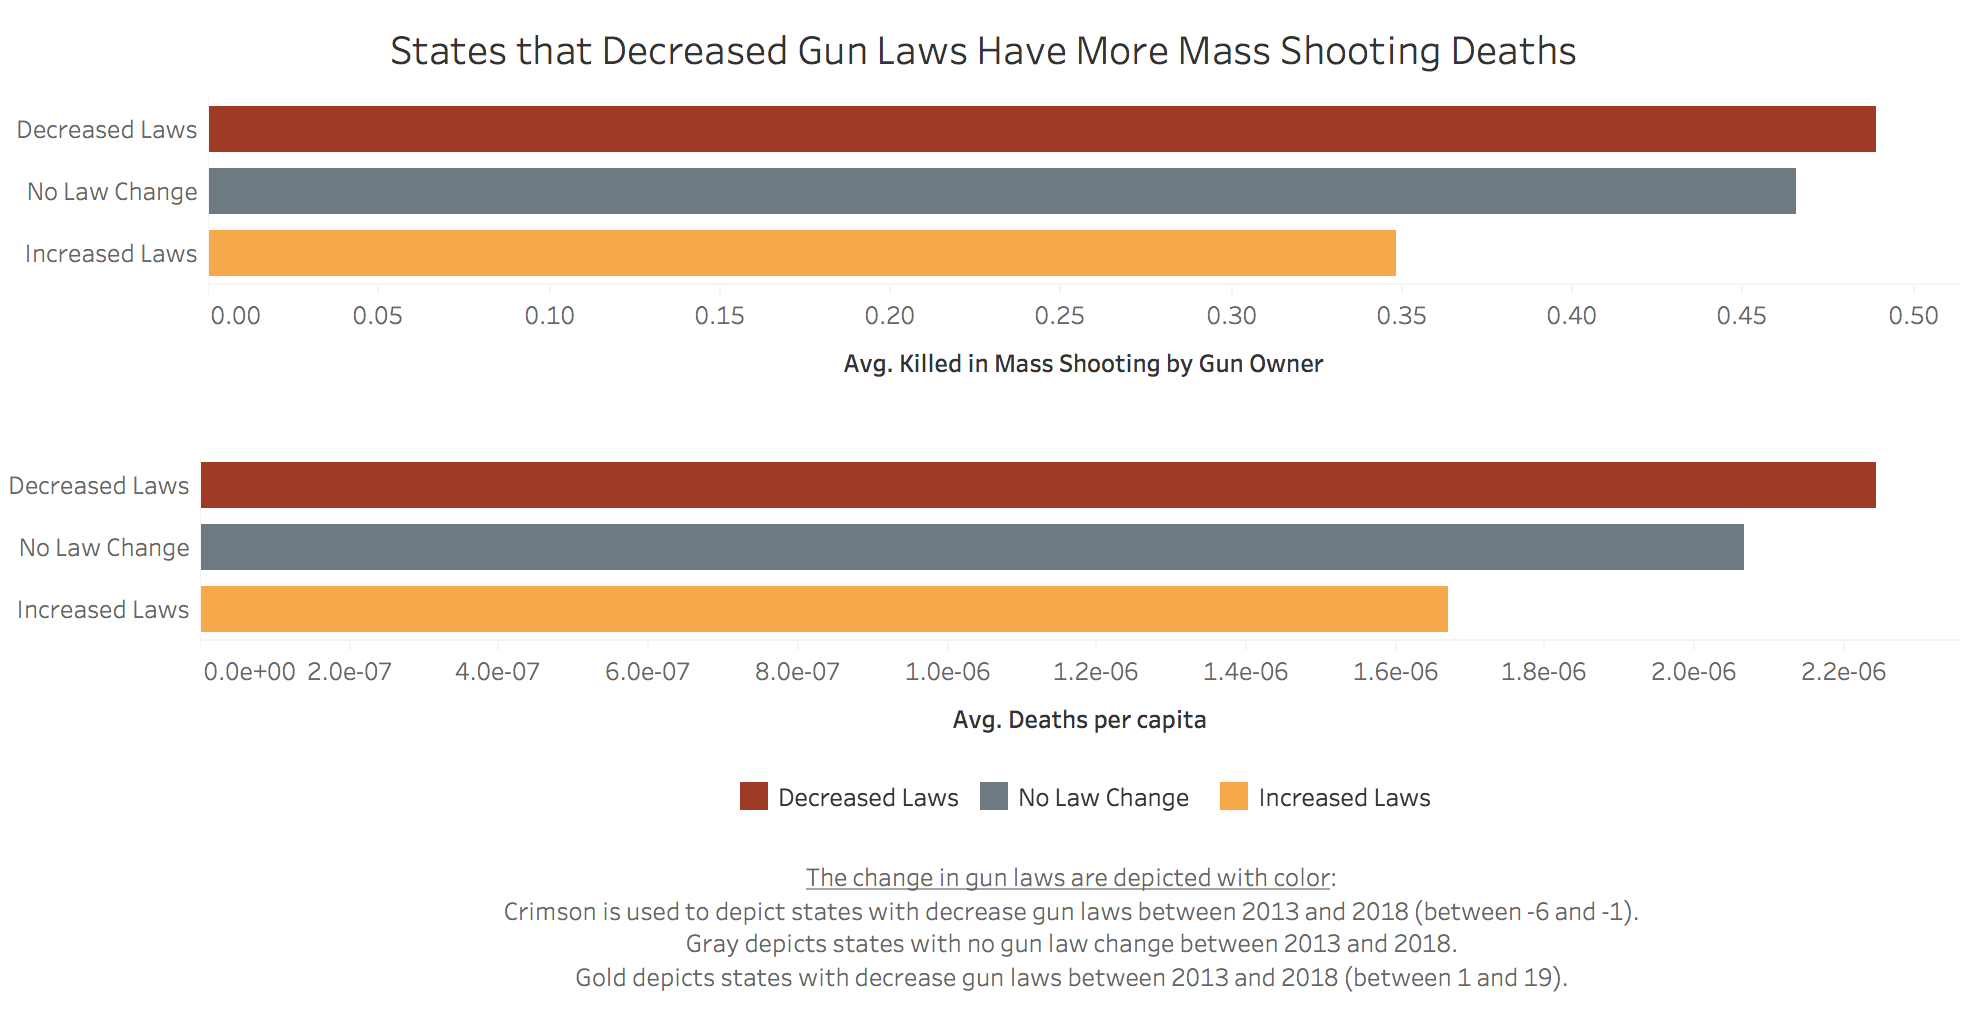 States that Decreased Gun Laws Have More Mass Shooting Deaths
Decreased Laws
No Law Change
Increased Laws
0.00 0.05 0.10 0.15 0.20 0.25 0.30 0.35 0.40 0.45 0.50
Avg. Killed in Mass Shooting by Gun Owner
Decreased Laws
No Law Change
Increased Laws
0.0e+00 2.0e-07 4.0e-07 6.0e-07 8.0e-07 1.0e-06 1.2e-06 1.4e-06 1.6e-06 1.8e-06 2.0e-06 2.2e-06
Avg. Deaths per capita
Decreased Laws No Law Change Increased Laws
The change in gun laws are depicted with color:
Crimson is used to depict states with decrease gun laws between 2013 and 2018 (between -6 and -1).
Gray depicts states with no gun law change between 2013 and 2018.
Gold depicts states with decrease gun laws between 2013 and 2018 (between 1 and 19).